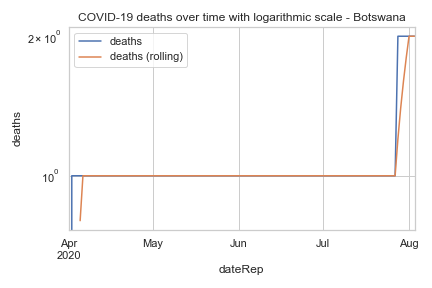 COVID-19 deaths over time with logarithmic scale - Botswana
deaths
deaths (rolling)
2 × 10⁰
10⁰
deaths
Apr
2020
May
Jun
Jul
Aug
dateRep